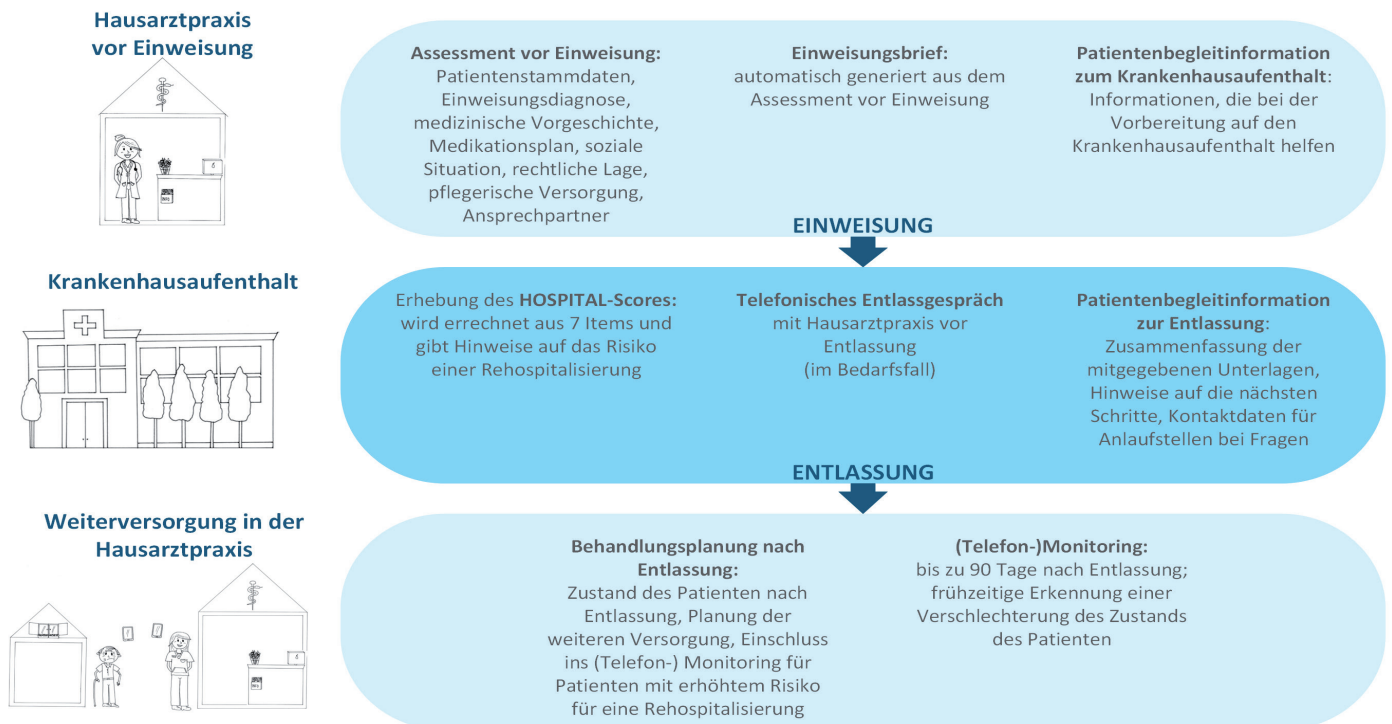 Hausarztpraxis
vor Einweisung
Assessment vor Einweisung:
Patientenstammdaten,
Einweisungsdiagnose,
medizinische Vorgeschichte,
Medikationsplan, soziale
Situation, rechtliche Lage,
pflegerische Versorgung,
Ansprechpartner
Einweisungsbrief:
automatisch generiert aus dem
Assessment vor Einweisung
Patientenbegleitinformation
zum Krankenhausaufenthalt:
Informationen, die bei der
Vorbereitung auf den
Krankenhausaufenthalt helfen
EINWEISUNG
Krankenhausaufenthalt
Erhebung des HOSPITAL-Scores:
wird errechnet aus 7 Items und
gibt Hinweise auf das Risiko
einer Rehospitalisierung
Telefonisches Entlassgespräch
mit Hausarztpraxis vor
Entlassung
(im Bedarfsfall)
Patientenbegleitinformation
zur Entlassung:
Zusammenfassung der
mitgegebenen Unterlagen,
Hinweise auf die nächsten
Schritte, Kontaktdaten für
Anlaufstellen bei Fragen
ENTLASSUNG
Weiterversorgung in der
Hausarztpraxis
Behandlungsplanung nach
Entlassung:
Zustand des Patienten nach
Entlassung, Planung der
weiteren Versorgung, Einschluss
ins (Telefon-) Monitoring für
Patienten mit erhöhtem Risiko
für eine Rehospitalisierung
(Telefon-)Monitoring:
bis zu 90 Tage nach Entlassung;
frühzeitige Erkennung einer
Verschlechterung des Zustands
des Patienten